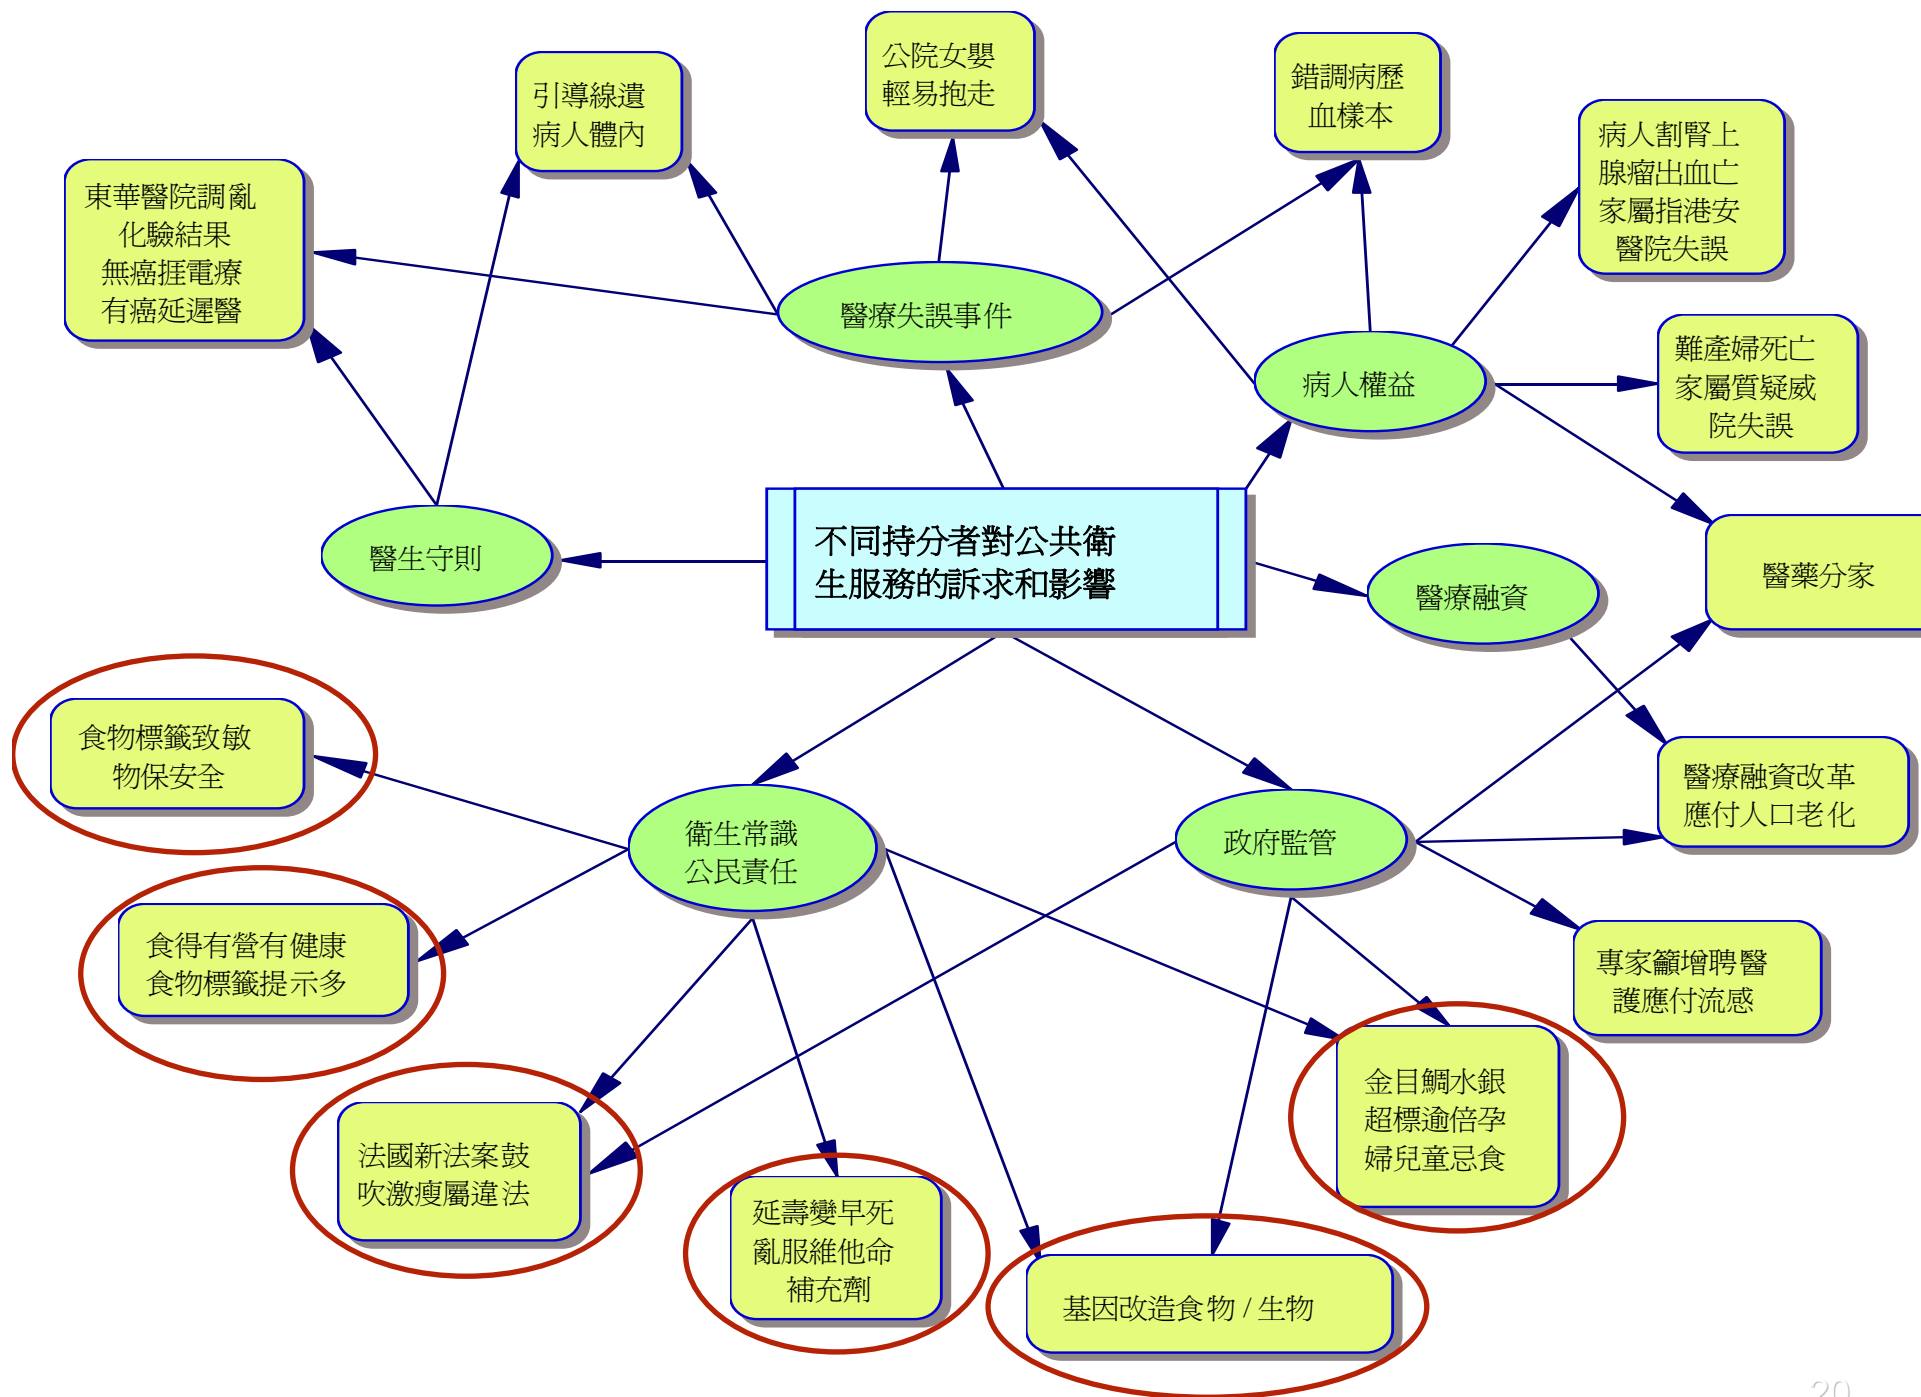 公院女嬰
輕易抱走
錯調病歷
血樣本
引導線遺
病人體內
病人割腎上
腺瘤出血亡
家屬指港安
醫院失誤
東華醫院調亂
化驗結果
無癌捱電療
有癌延遲醫
醫療失誤事件
病人權益
難產婦死亡
家屬質疑威
院失誤
不同持分者對公共衛
生服務的訴求和影響
醫生守則
醫療融資
醫藥分家
食物標籤致敏
物保安全
衛生常識
公民責任
政府監管
醫療融資改革
應付人口老化
食得有營有健康
食物標籤提示多
專家籲增聘醫
護應付流感
金目鯛水銀
超標逾倍孕
婦兒童忌食
法國新法案鼓
吹激瘦屬違法
延壽變早死
亂服維他命
補充劑
基因改造食物 / 生物
20